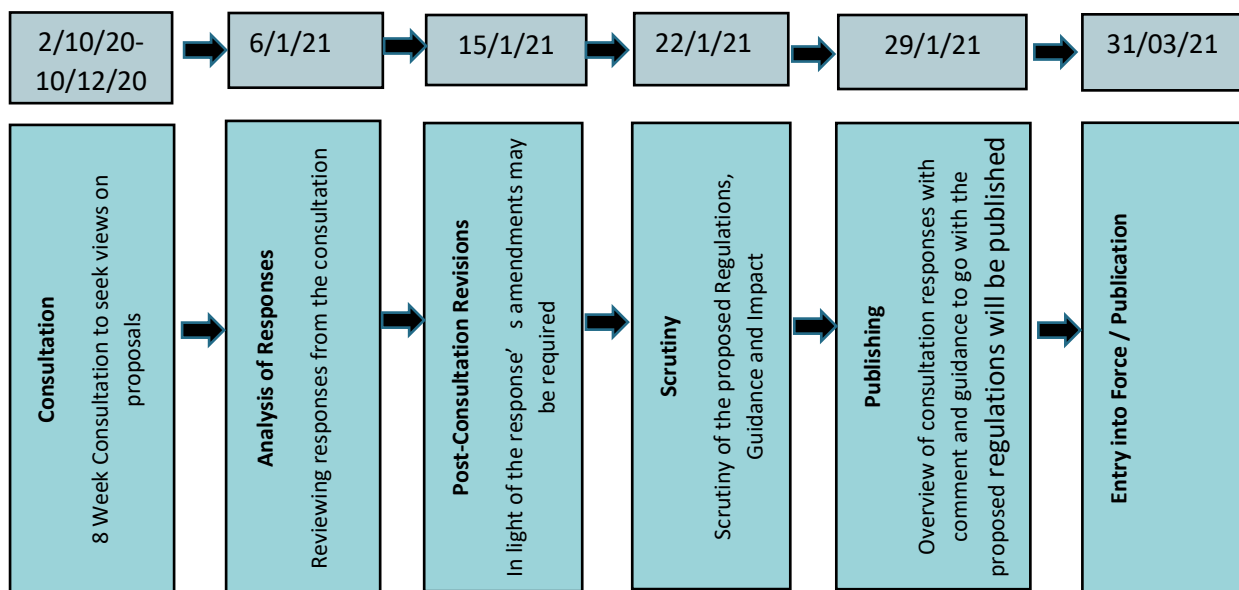 2/10/20-
10/12/20
6/1/21
15/1/21
22/1/21
29/1/21
31/03/21
Consultation
8 Week Consultation to seek views on
proposals
Analysis of Responses
Reviewing responses from the consultation
Post-Consultation Revisions
In light of the response’ s amendments may
be required
Scrutiny
Scrutiny of the proposed Regulations,
Guidance and Impact
Publishing
Overview of consultation responses with
comment and guidance to go with the
proposed regulations will be published
Entry into Force / Publication